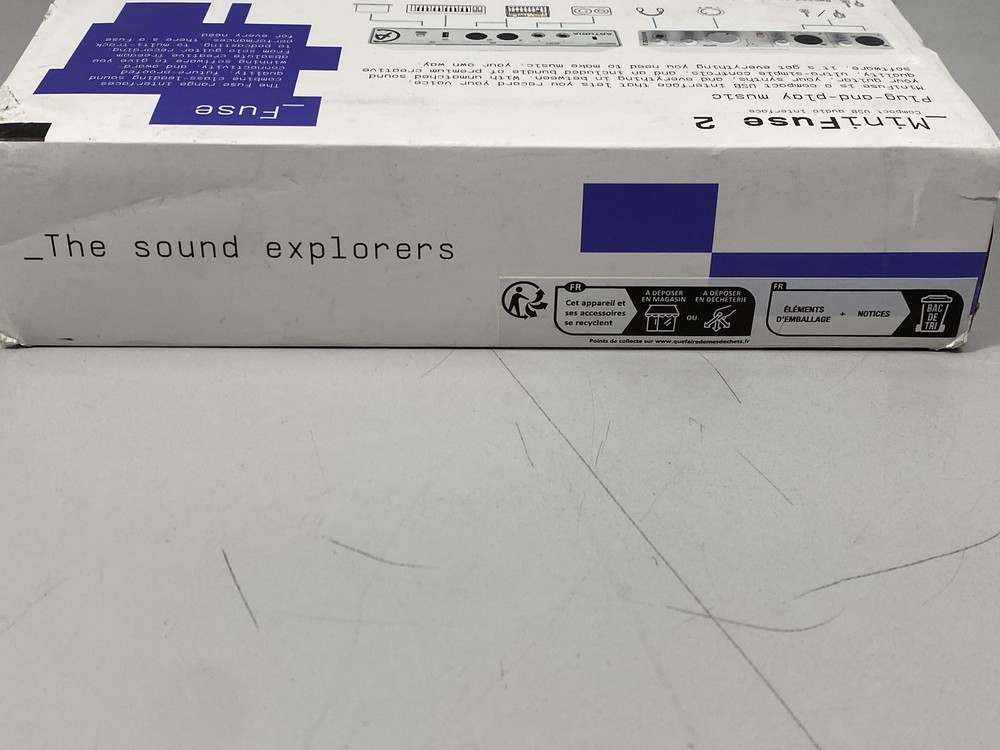 _MiniFuse 2
Compact USB audio interface
Plug-and-play music
MiniFuse is a compact USB interface that lets you record your voice,
your guitar, your synths, and everything in between. With unmatched sound
quality, ultra-simple controls, and an included bundle of premium creative
software, it's got everything you need to make music, your own way.
ARTURIA
_Fuse
The Fuse range interfaces
combine class-leading sound
quality, future-proofed
connectivity, and award-
winning software to give you
absolute creative freedom.
From solo guitar recording
to podcasting to multi-track
performances, there's a Fuse
for every need
_The sound explorers
FR
Cet appareil et
ses accessoires
se recyclent
À DÉPOSER
EN MAGASIN
OU
À DÉPOSER
EN DÉCHÈTERIE
Points de collecte sur www.quefairedemesdechets.fr
FR
ÉLÉMENTS
D'EMBALLAGE
+
NOTICES
BAC
DE
TRI